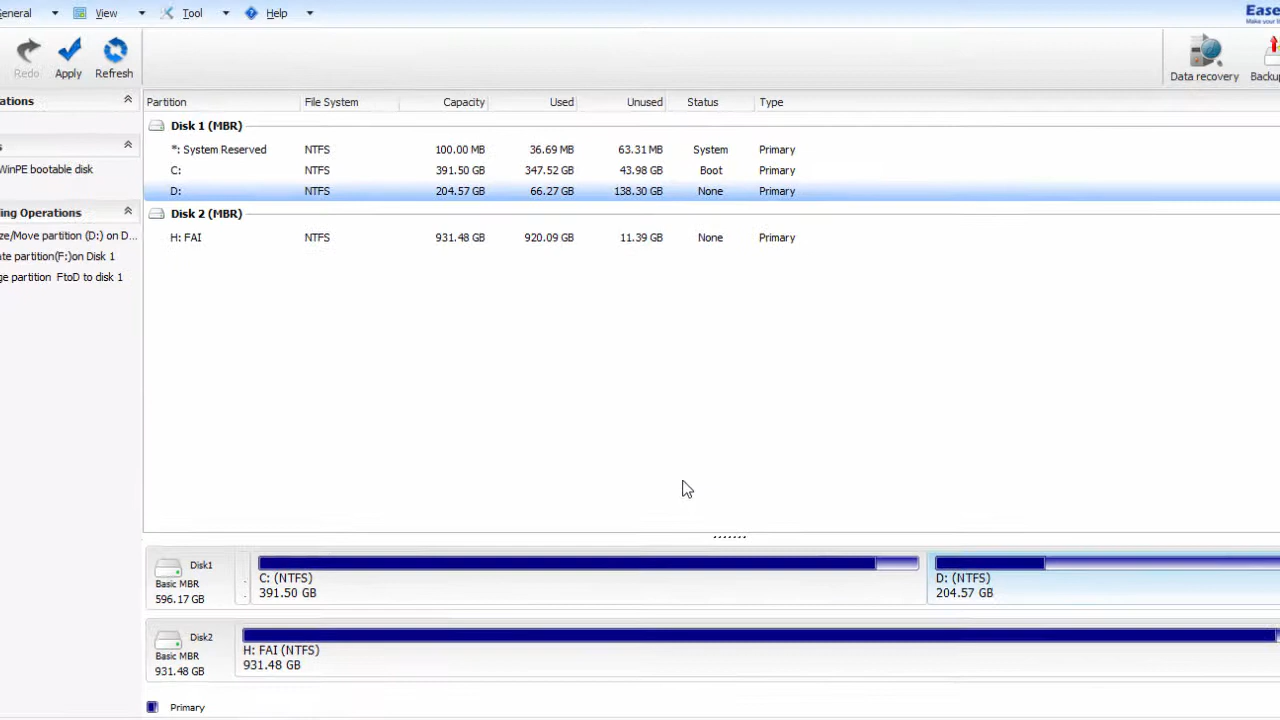 eneral View Tool Help Ease
Make your li
Redo Apply Refresh Data recovery Backup
ations
s
WinPE bootable disk
ing Operations
ze/Move partition (D:) on D...
ate partition(F:)on Disk 1
ge partition FtoD to disk 1
Partition File System Capacity Used Unused Status Type
Disk 1 (MBR)
*: System Reserved NTFS 100.00 MB 36.69 MB 63.31 MB System Primary
C: NTFS 391.50 GB 347.52 GB 43.98 GB Boot Primary
D: NTFS 204.57 GB 66.27 GB 138.30 GB None Primary
Disk 2 (MBR)
H: FAI NTFS 931.48 GB 920.09 GB 11.39 GB None Primary
Disk1
Basic MBR
596.17 GB
C: (NTFS)
391.50 GB
D: (NTFS)
204.57 GB
Disk2
Basic MBR
931.48 GB
H: FAI (NTFS)
931.48 GB
Primary